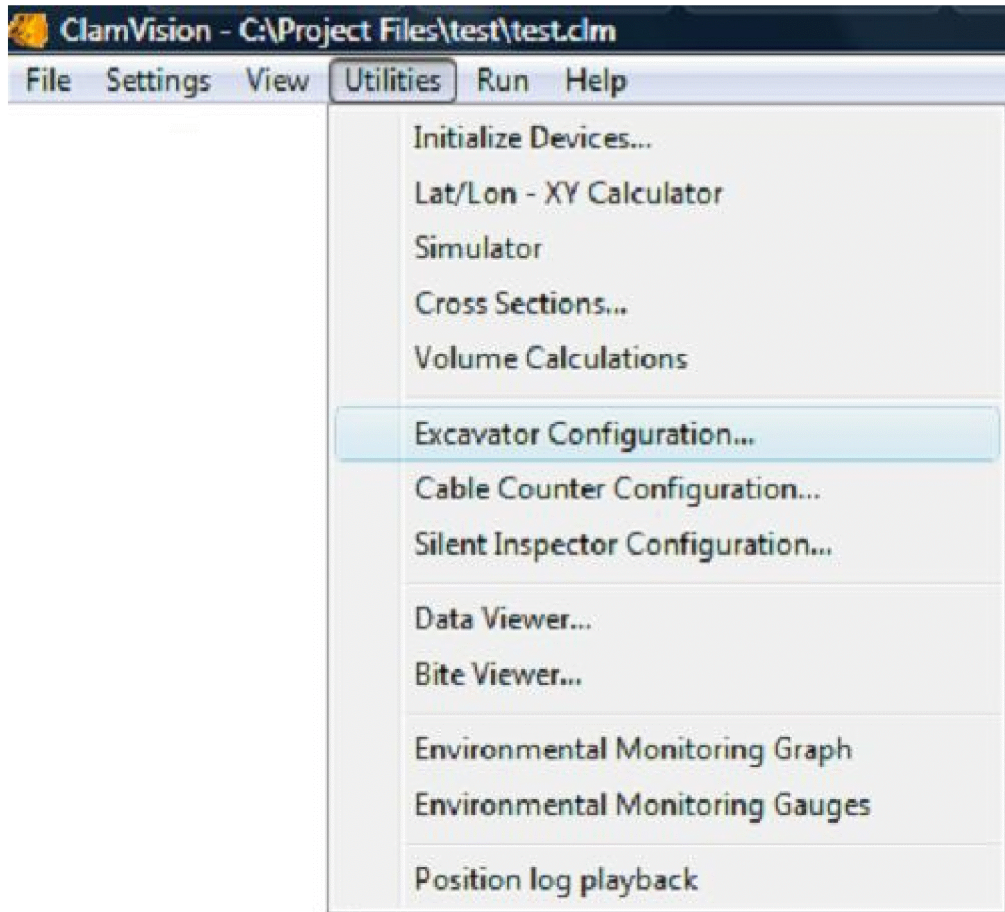 ClamVision - C:\Project Files\test\test.clm
File Settings View Utilities Run Help
Initialize Devices...
Lat/Lon - XY Calculator
Simulator
Cross Sections...
Volume Calculations
Excavator Configuration...
Cable Counter Configuration...
Silent Inspector Configuration...
Data Viewer...
Bite Viewer...
Environmental Monitoring Graph
Environmental Monitoring Gauges
Position log playback